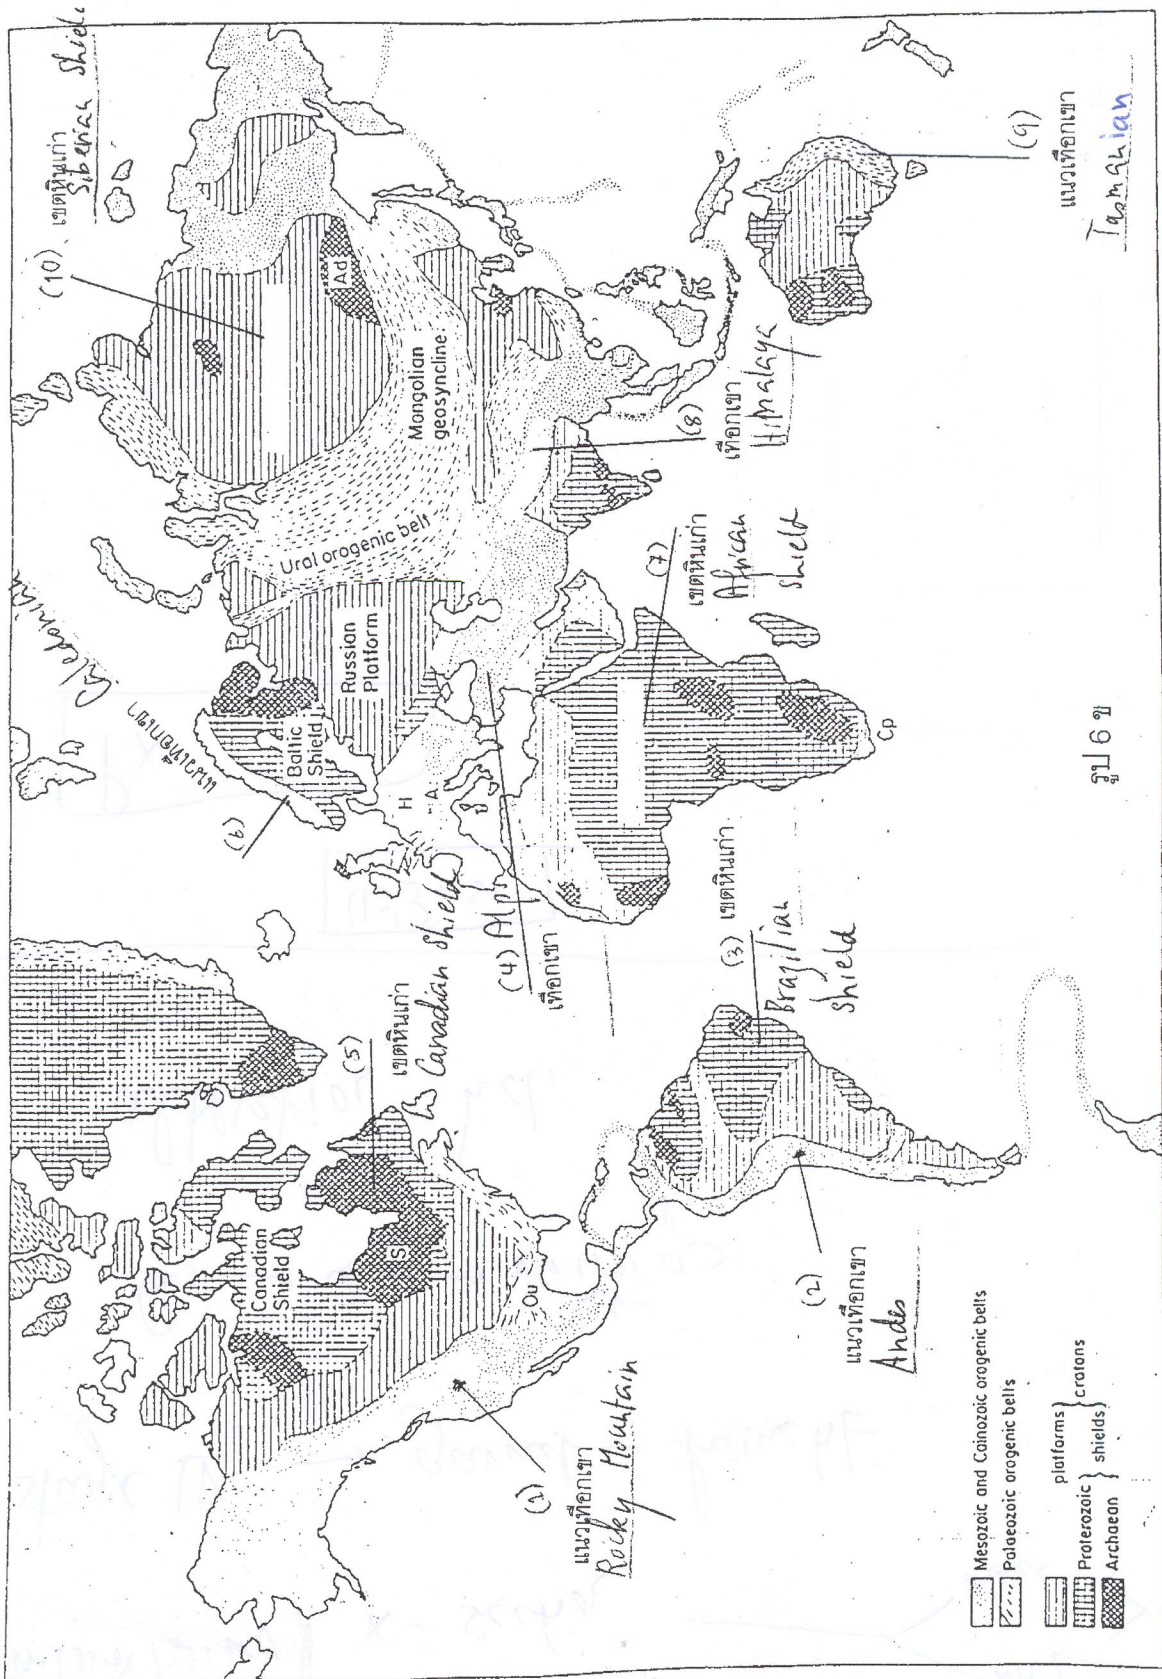 (10)
เขตหินเก่า
Siberian Shield
Caledonian
แนวเทือกเขา
(6)
Baltic
Shield
Russian
Platform
Ural orogenic belt
Mongolian
geosyncline
Ad
H
A
(4) Alp
เทือกเขา
(5)
เขตหินเก่า
Canadian Shield
Canadian
Shield
S
Ou
(1)
แนวเทือกเขา
Rocky Mountain
(2)
แนวเทือกเขา
Andes
(3) เขตหินเก่า
Brazilian
Shield
(7)
เขตหินเก่า
African
Shield
Cp
(8)
เทือกเขา
Himalaya
(9)
แนวเทือกเขา
Tasmanian
Mesozoic and Cainozoic orogenic belts
Palaeozoic orogenic belts
platforms } cratons
Proterozoic } shields
Archaean
รูป 6 ข